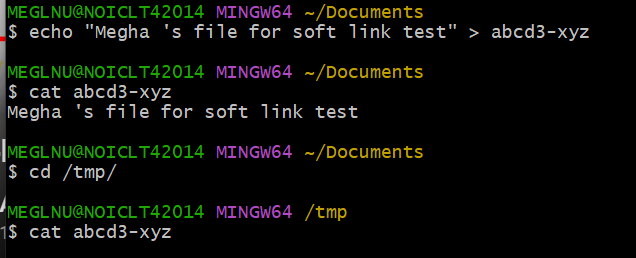 MEGLNU@NOICLT42014 MINGW64 ~/Documents
$ echo "Megha 's file for soft link test" > abcd3-xyz
MEGLNU@NOICLT42014 MINGW64 ~/Documents
$ cat abcd3-xyz
Megha 's file for soft link test
MEGLNU@NOICLT42014 MINGW64 ~/Documents
$ cd /tmp/
MEGLNU@NOICLT42014 MINGW64 /tmp
$ cat abcd3-xyz